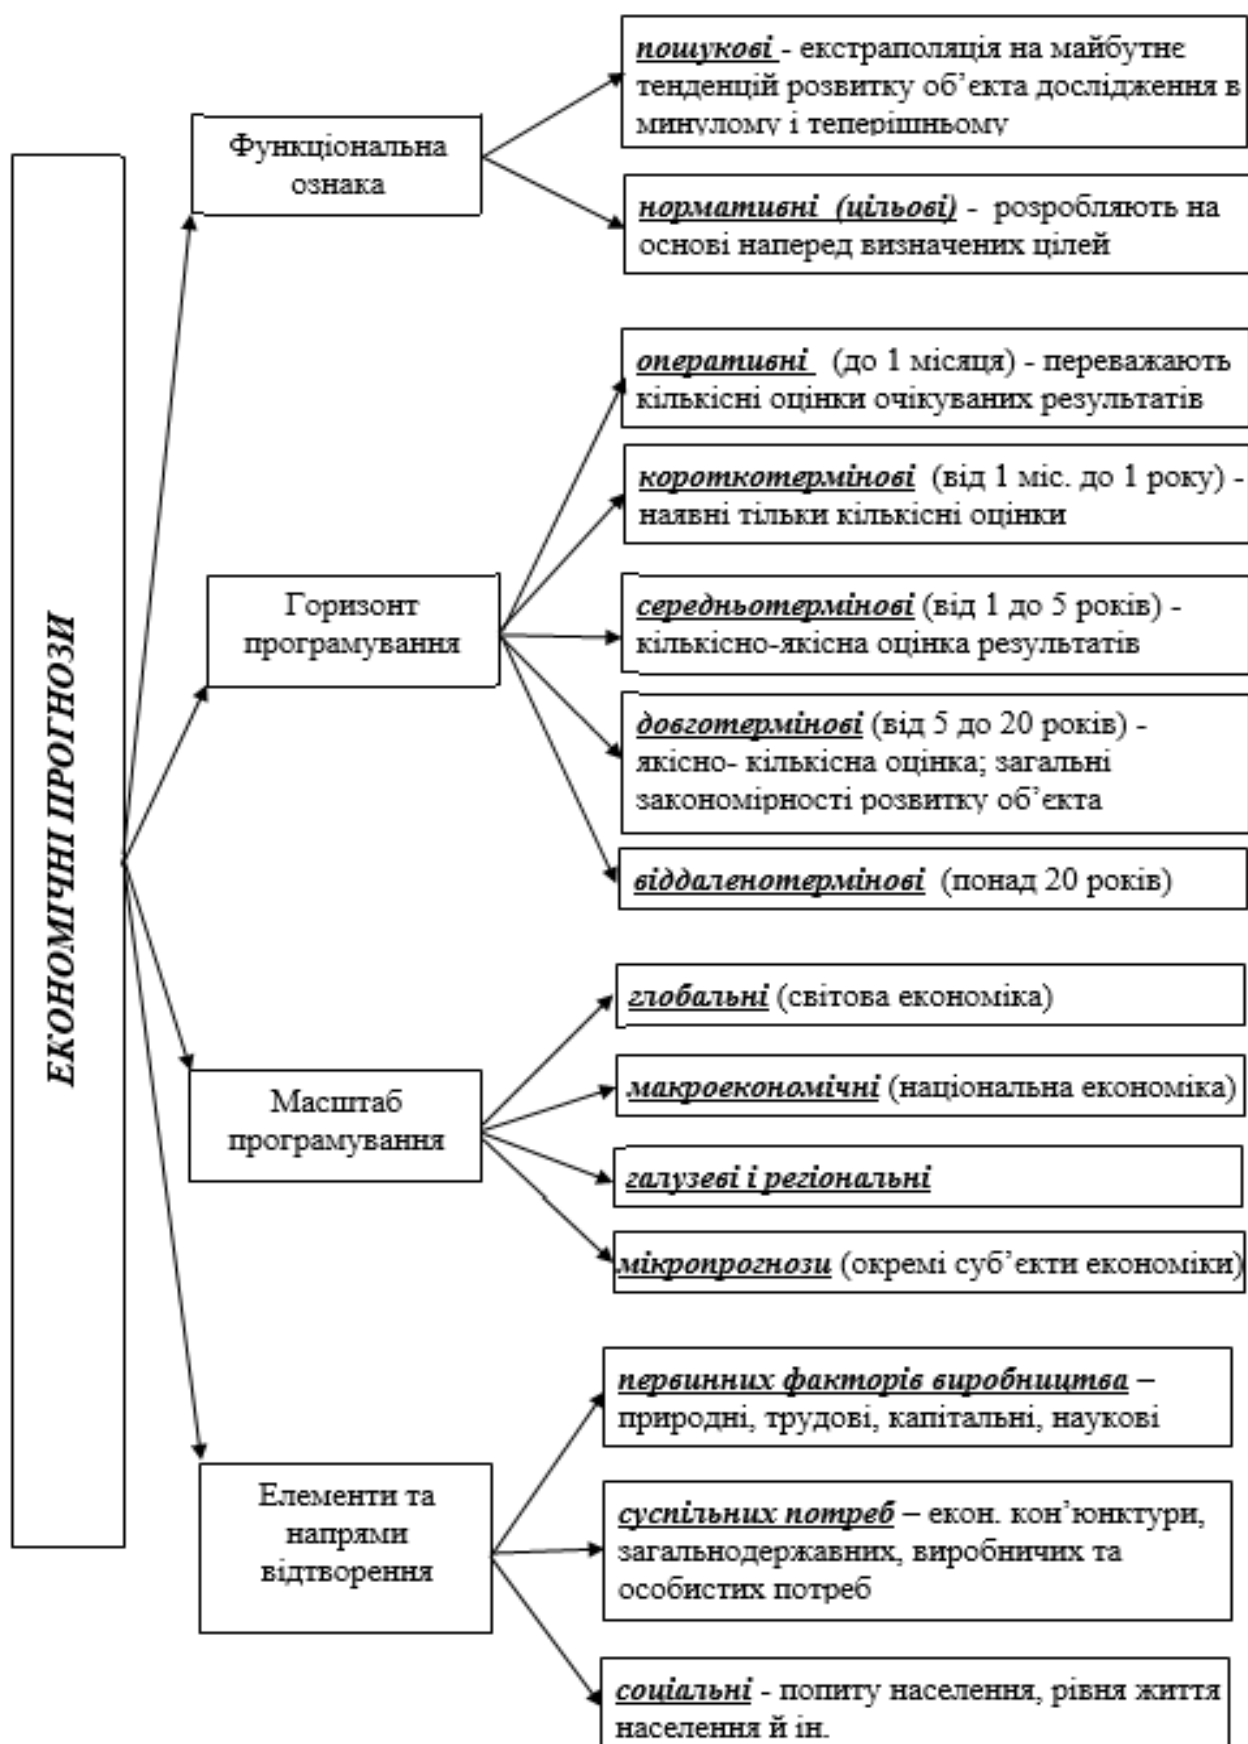 ЕКОНОМІЧНІ ПРОГНОЗИ
Функціональна
ознака
пошукові - екстраполяція на майбутнє
тенденцій розвитку об’єкта дослідження в
минулому і теперішньому
нормативні (цільові) - розробляють на
основі наперед визначених цілей
Горизонт
програмування
оперативні (до 1 місяця) - переважають
кількісні оцінки очікуваних результатів
короткотермінові (від 1 міс. до 1 року) -
наявні тільки кількісні оцінки
середньотермінові (від 1 до 5 років) -
кількісно-якісна оцінка результатів
довготермінові (від 5 до 20 років) -
якісно- кількісна оцінка; загальні
закономірності розвитку об’єкта
віддаленотермінові (понад 20 років)
Масштаб
програмування
глобальні (світова економіка)
макроекономічні (національна економіка)
галузеві і регіональні
мікропрогнози (окремі суб’єкти економіки)
Елементи та
напрями
відтворення
первинних факторів виробництва –
природні, трудові, капітальні, наукові
суспільних потреб – екон. кон’юнктури,
загальнодержавних, виробничих та
особистих потреб
соціальні - попиту населення, рівня життя
населення й ін.